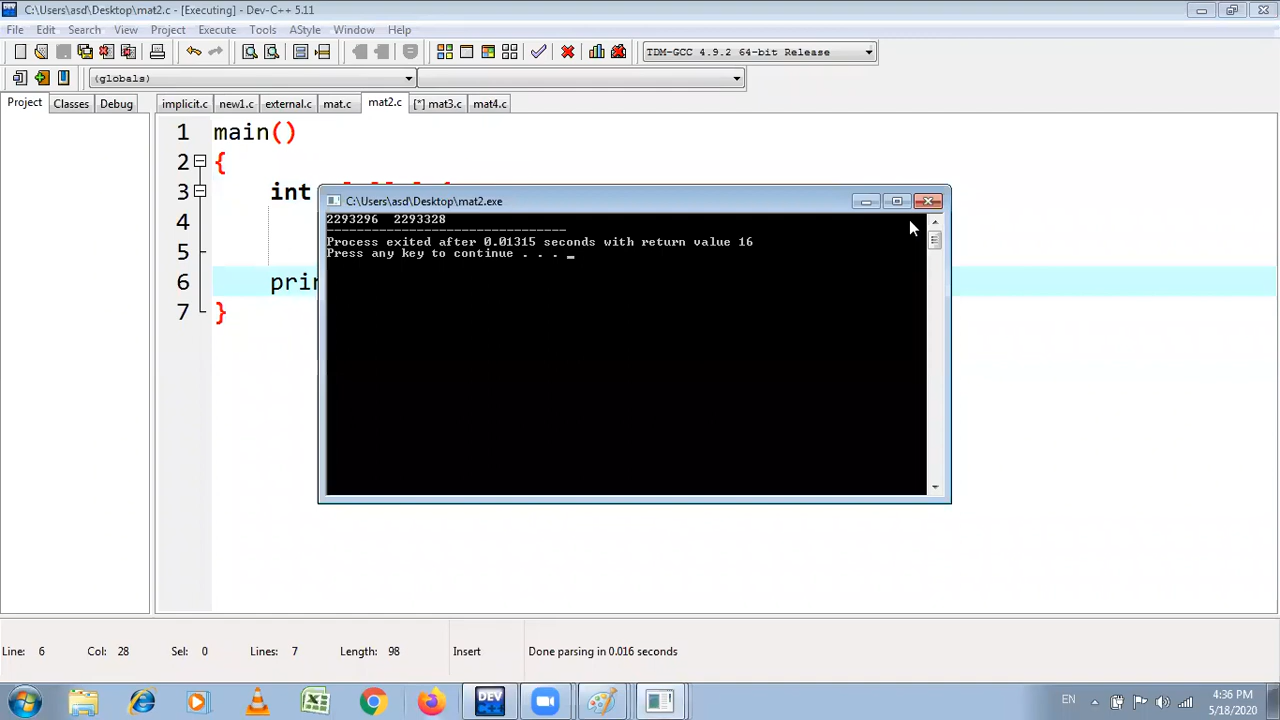 C:\Users\asd\Desktop\mat2.c - [Executing] - Dev-C++ 5.11
File Edit Search View Project Execute Tools AStyle Window Help
TDM-GCC 4.9.2 64-bit Release
(globals)
Project Classes Debug implicit.c new1.c external.c mat.c mat2.c [*] mat3.c mat4.c
1 main()
2 {
3 int
4
5
6 prin
7 }
C:\Users\asd\Desktop\mat2.exe
2293296 2293328
--------------------------------
Process exited after 0.01315 seconds with return value 16
Press any key to continue . . . _
Line: 6 Col: 28 Sel: 0 Lines: 7 Length: 98 Insert Done parsing in 0.016 seconds
DEV
EN
4:36 PM
5/18/2020